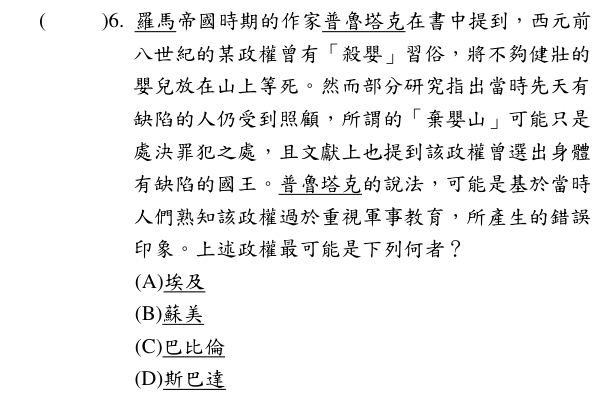 (　　)6. 羅馬帝國時期的作家普魯塔克在書中提到，西元前
八世紀的某政權曾有「殺嬰」習俗，將不夠健壯的
嬰兒放在山上等死。然而部分研究指出當時先天有
缺陷的人仍受到照顧，所謂的「棄嬰山」可能只是
處決罪犯之處，且文獻上也提到該政權曾選出身體
有缺陷的國王。普魯塔克的說法，可能是基於當時
人們熟知該政權過於重視軍事教育，所產生的錯誤
印象。上述政權最可能是下列何者？
(A)埃及
(B)蘇美
(C)巴比倫
(D)斯巴達